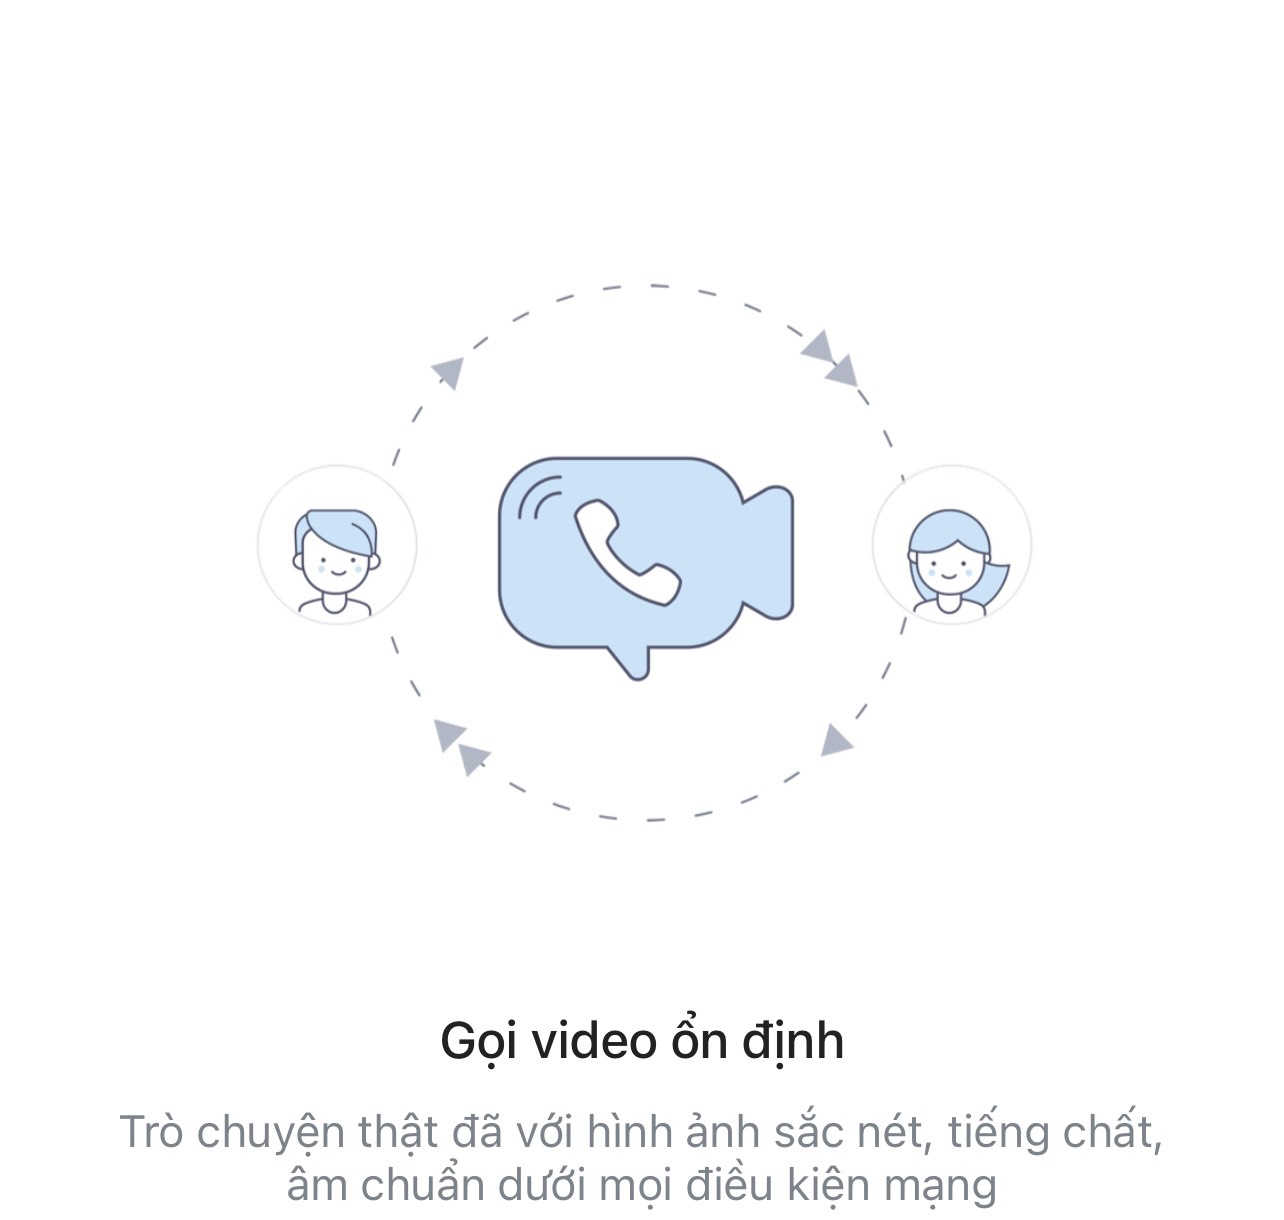 Gọi video ổn định
Trò chuyện thật đã với hình ảnh sắc nét, tiếng chất,
âm chuẩn dưới mọi điều kiện mạng